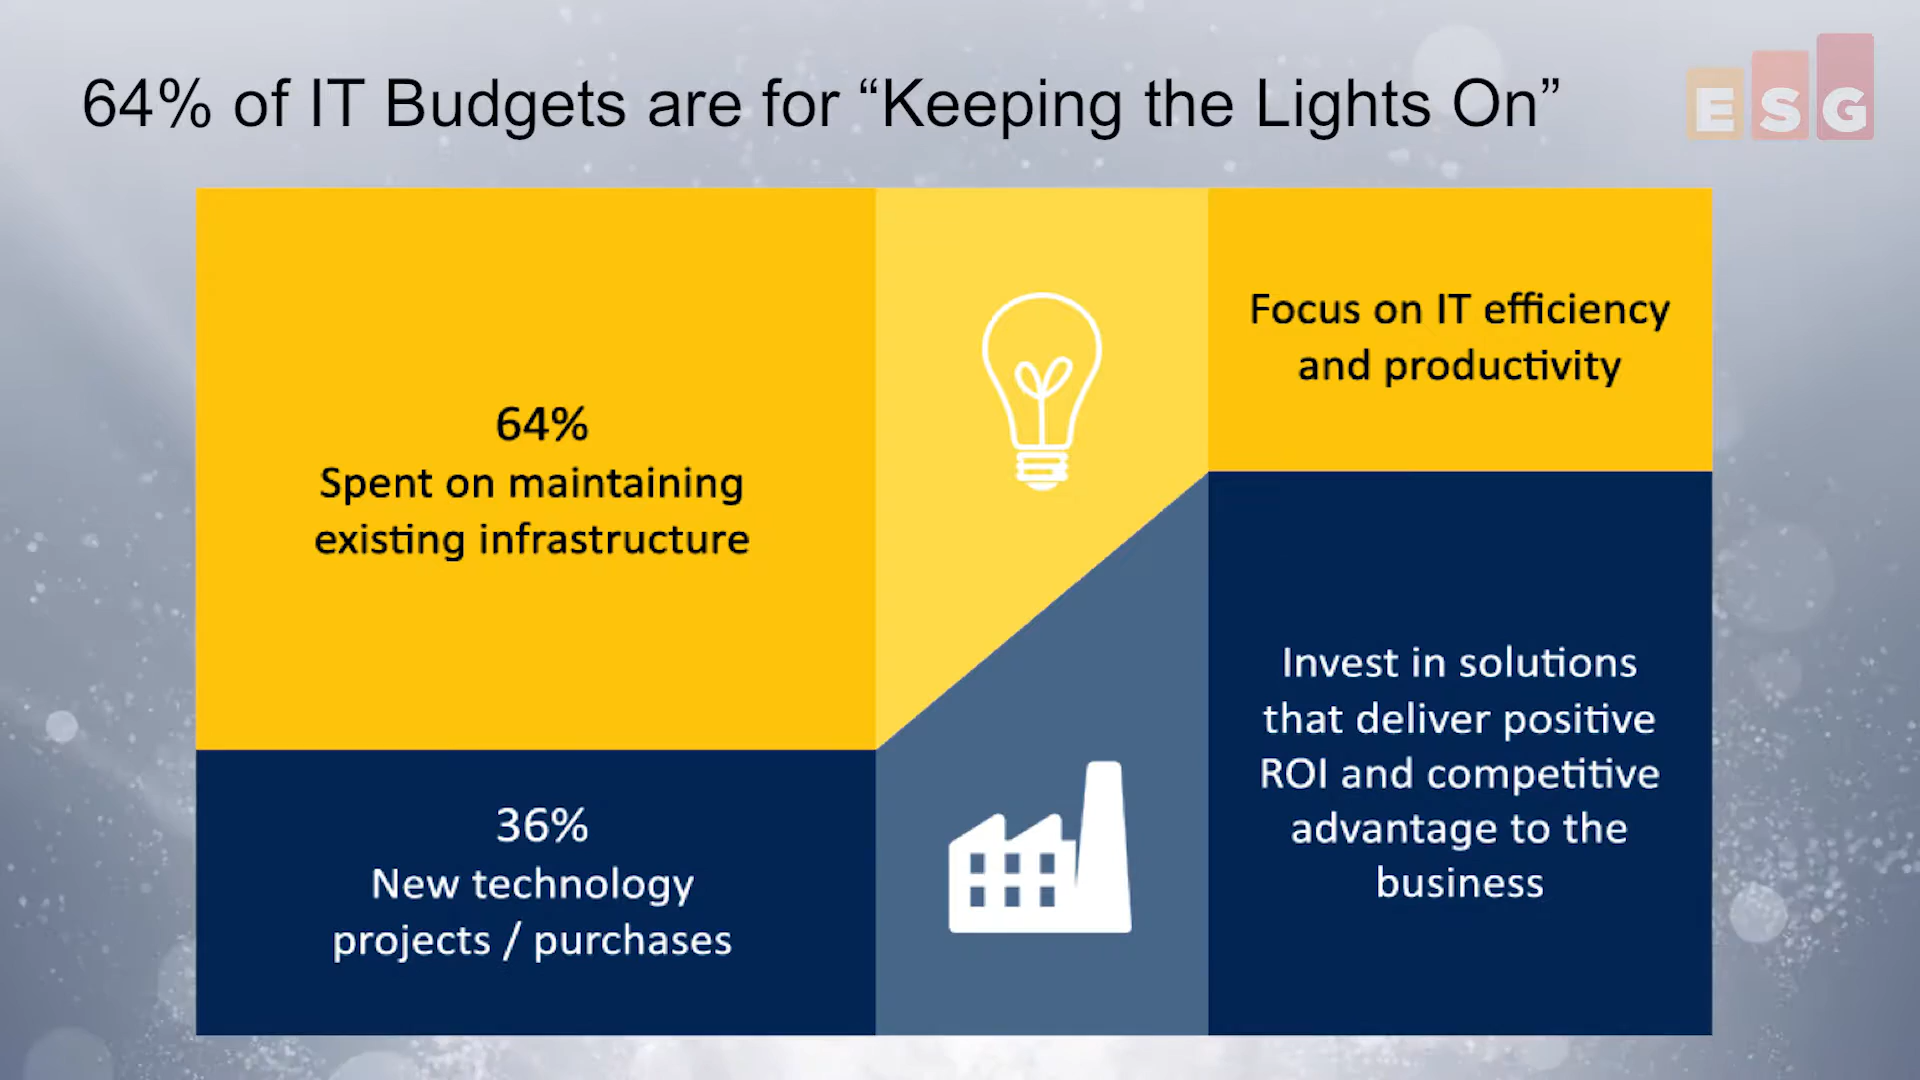 64% of IT Budgets are for “Keeping the Lights On”
ESG
64%
Spent on maintaining
existing infrastructure
36%
New technology
projects / purchases
Focus on IT efficiency
and productivity
Invest in solutions
that deliver positive
ROI and competitive
advantage to the
business